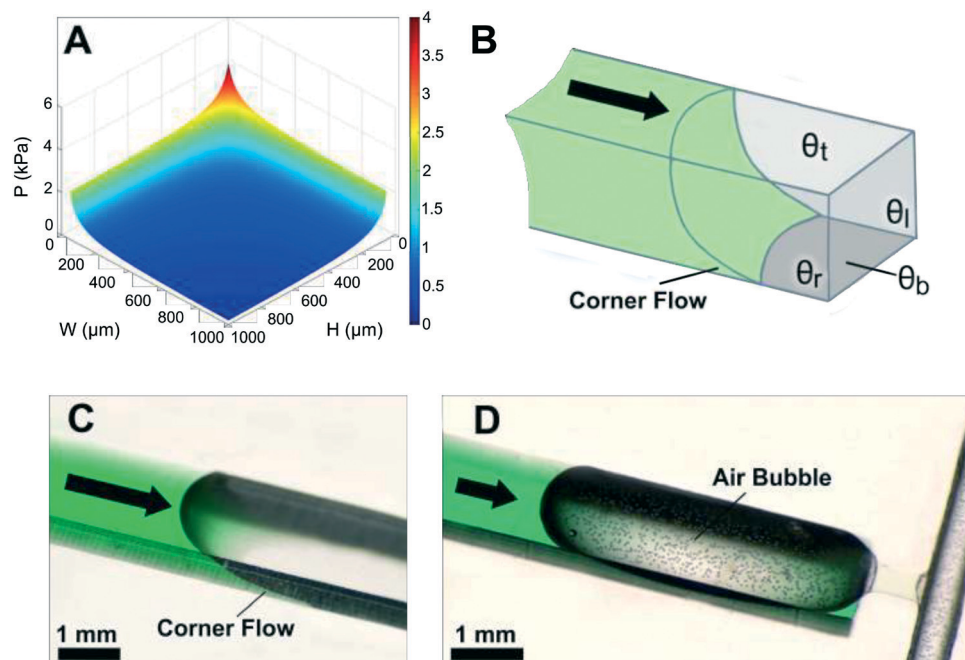 A
P (kPa)
6
4
2
0
0
200
400
600
800
1000
W (µm)
0
200
400
600
800
1000
H (µm)
4
3.5
3
2.5
2
1.5
1
0.5
0
B
θt
θl
θr
θb
Corner Flow
C
Corner Flow
1 mm
D
Air Bubble
1 mm